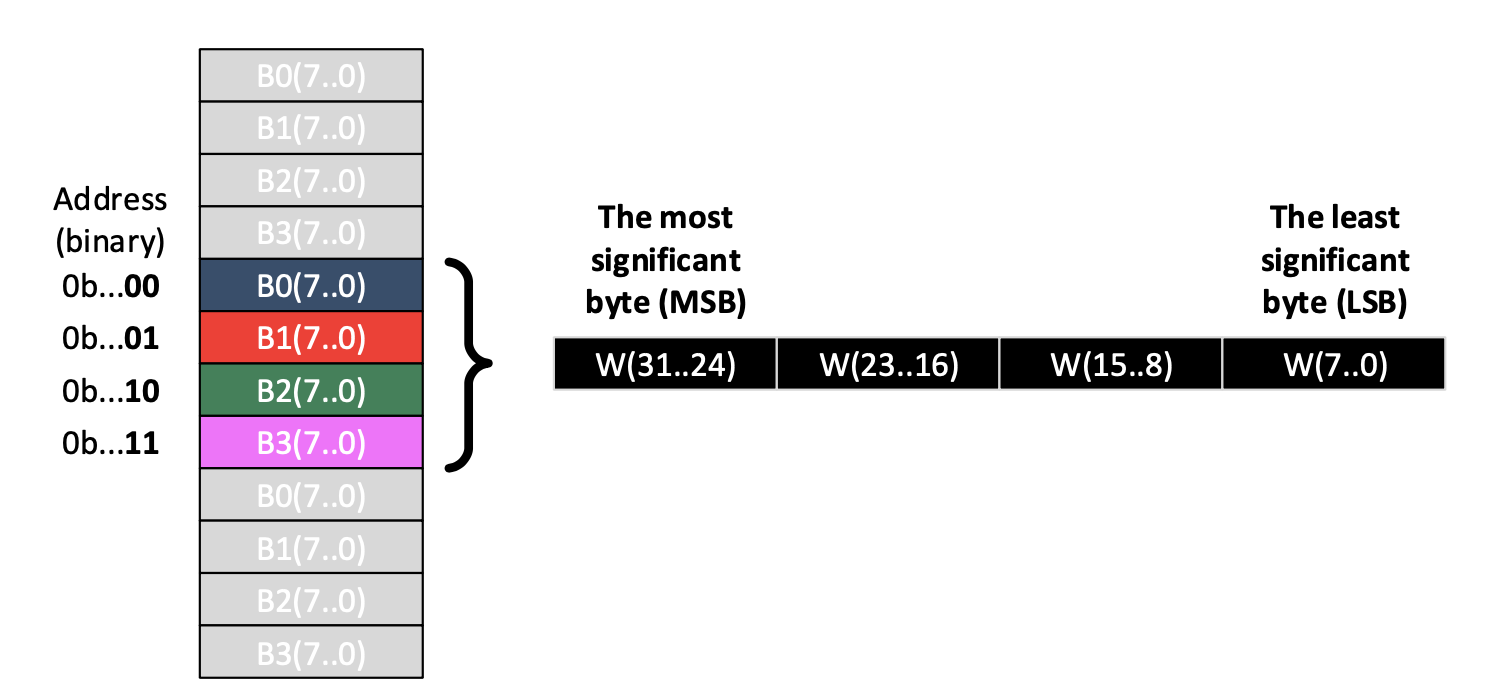 B0(7..0)
B1(7..0)
B2(7..0)
B3(7..0)
Address
(binary)
0b...00 B0(7..0)
0b...01 B1(7..0)
0b...10 B2(7..0)
0b...11 B3(7..0)
B0(7..0)
B1(7..0)
B2(7..0)
B3(7..0)
The most
significant
byte (MSB)
The least
significant
byte (LSB)
W(31..24) W(23..16) W(15..8) W(7..0)